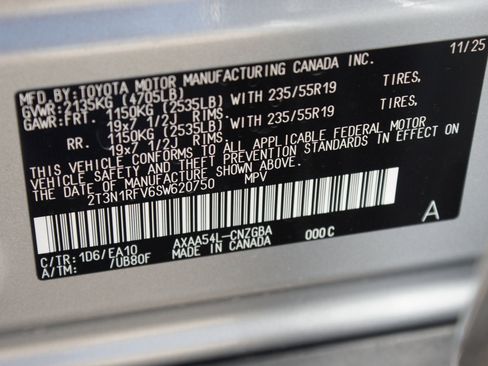 11/25
MFD.BY:TOYOTA MOTOR MANUFACTURING CANADA INC.
GVWR:2135KG (4705LB)
GAWR:FRT. 1150KG (2535LB) WITH 235/55R19 TIRES,
19x7 1/2J RIMS.
RR. 1150KG (2535LB) WITH 235/55R19 TIRES,
19x7 1/2J RIMS.
THIS VEHICLE CONFORMS TO ALL APPLICABLE FEDERAL MOTOR
VEHICLE SAFETY AND THEFT PREVENTION STANDARDS IN EFFECT ON
THE DATE OF MANUFACTURE SHOWN ABOVE.
2T3N1RFV6SW620750 MPV
A
C/TR:1D6/EA10 AXAA54L-CNZGBA 000C
A/TM: /UB80F MADE IN CANADA